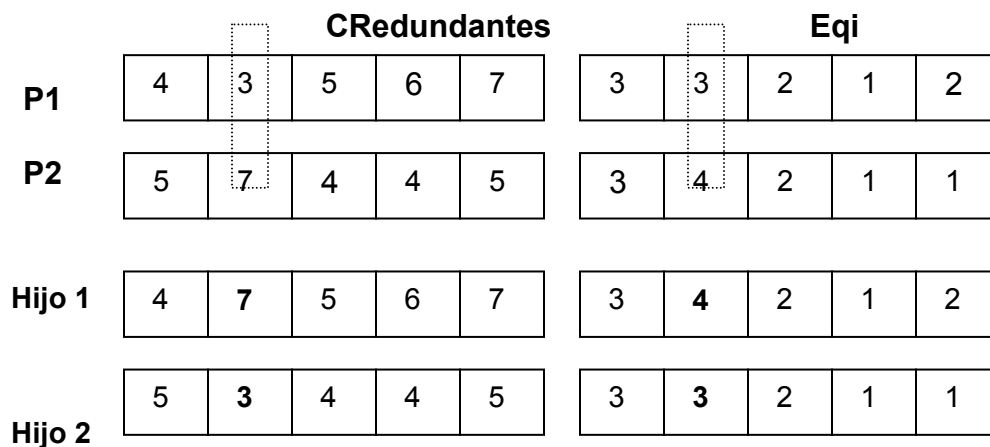 CRedundantes Eqi
P1 4 3 5 6 7 3 3 2 1 2
P2 5 7 4 4 5 3 4 2 1 1
Hijo 1 4 7 5 6 7 3 4 2 1 2
Hijo 2 5 3 4 4 5 3 3 2 1 1